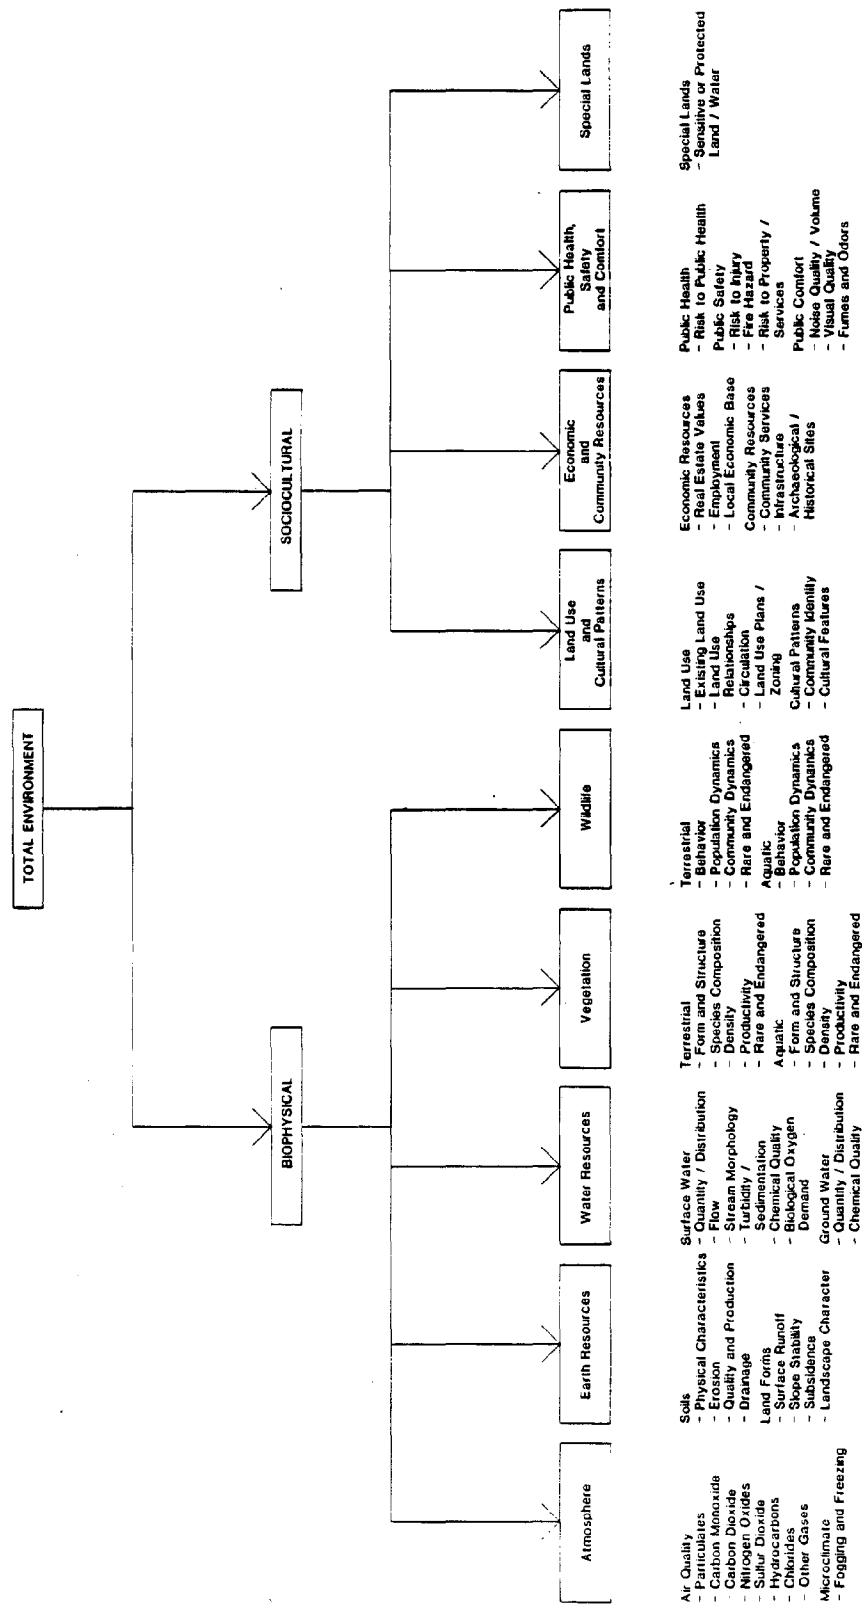 TOTAL ENVIRONMENT
BIOPHYSICAL
SOCIOCULTURAL
Atmosphere
Earth Resources
Water Resources
Vegetation
Wildlife
Land Use
and
Cultural Patterns
Economic
and
Community Resources
Public Health,
Safety
and Comfort
Special Lands
Air Quality
- Particulates
- Carbon Monoxide
- Carbon Dioxide
- Nitrogen Oxides
- Sulfur Dioxide
- Hydrocarbons
- Chlorides
- Other Gases
Microclimate
- Fogging and Freezing
Soils
- Physical Characteristics
- Erosion
- Quality and Production
- Drainage
Land Forms
- Surface Runoff
- Slope Stability
- Subsidence
- Landscape Character
Surface Water
- Quantity / Distribution
- Flow
- Stream Morphology
- Turbidity /
Sedimentation
- Chemical Quality
- Biological Oxygen
Demand
Ground Water
- Quantity / Distribution
- Chemical Quality
Terrestrial
- Form and Structure
- Species Composition
- Density
- Productivity
- Rare and Endangered
Aquatic
- Form and Structure
- Species Composition
- Density
- Productivity
- Rare and Endangered
Terrestrial
- Behavior
- Population Dynamics
- Community Dynamics
- Rare and Endangered
Aquatic
- Behavior
- Population Dynamics
- Community Dynamics
- Rare and Endangered
Land Use
- Existing Land Use
- Land Use
Relationships
- Circulation
- Land Use Plans /
Zoning
Cultural Patterns
- Community Identity
- Cultural Features
Economic Resources
- Real Estate Values
- Employment
- Local Economic Base
Community Resources
- Community Services
- Infrastructure
- Archaeological /
Historical Sites
Public Health
- Risk to Public Health
Public Safety
- Risk to Injury
- Fire Hazard
- Risk to Property /
Services
Public Comfort
- Noise Quality / Volume
- Visual Quality
- Fumes and Odors
Special Lands
- Sensitive or Protected
Land / Water